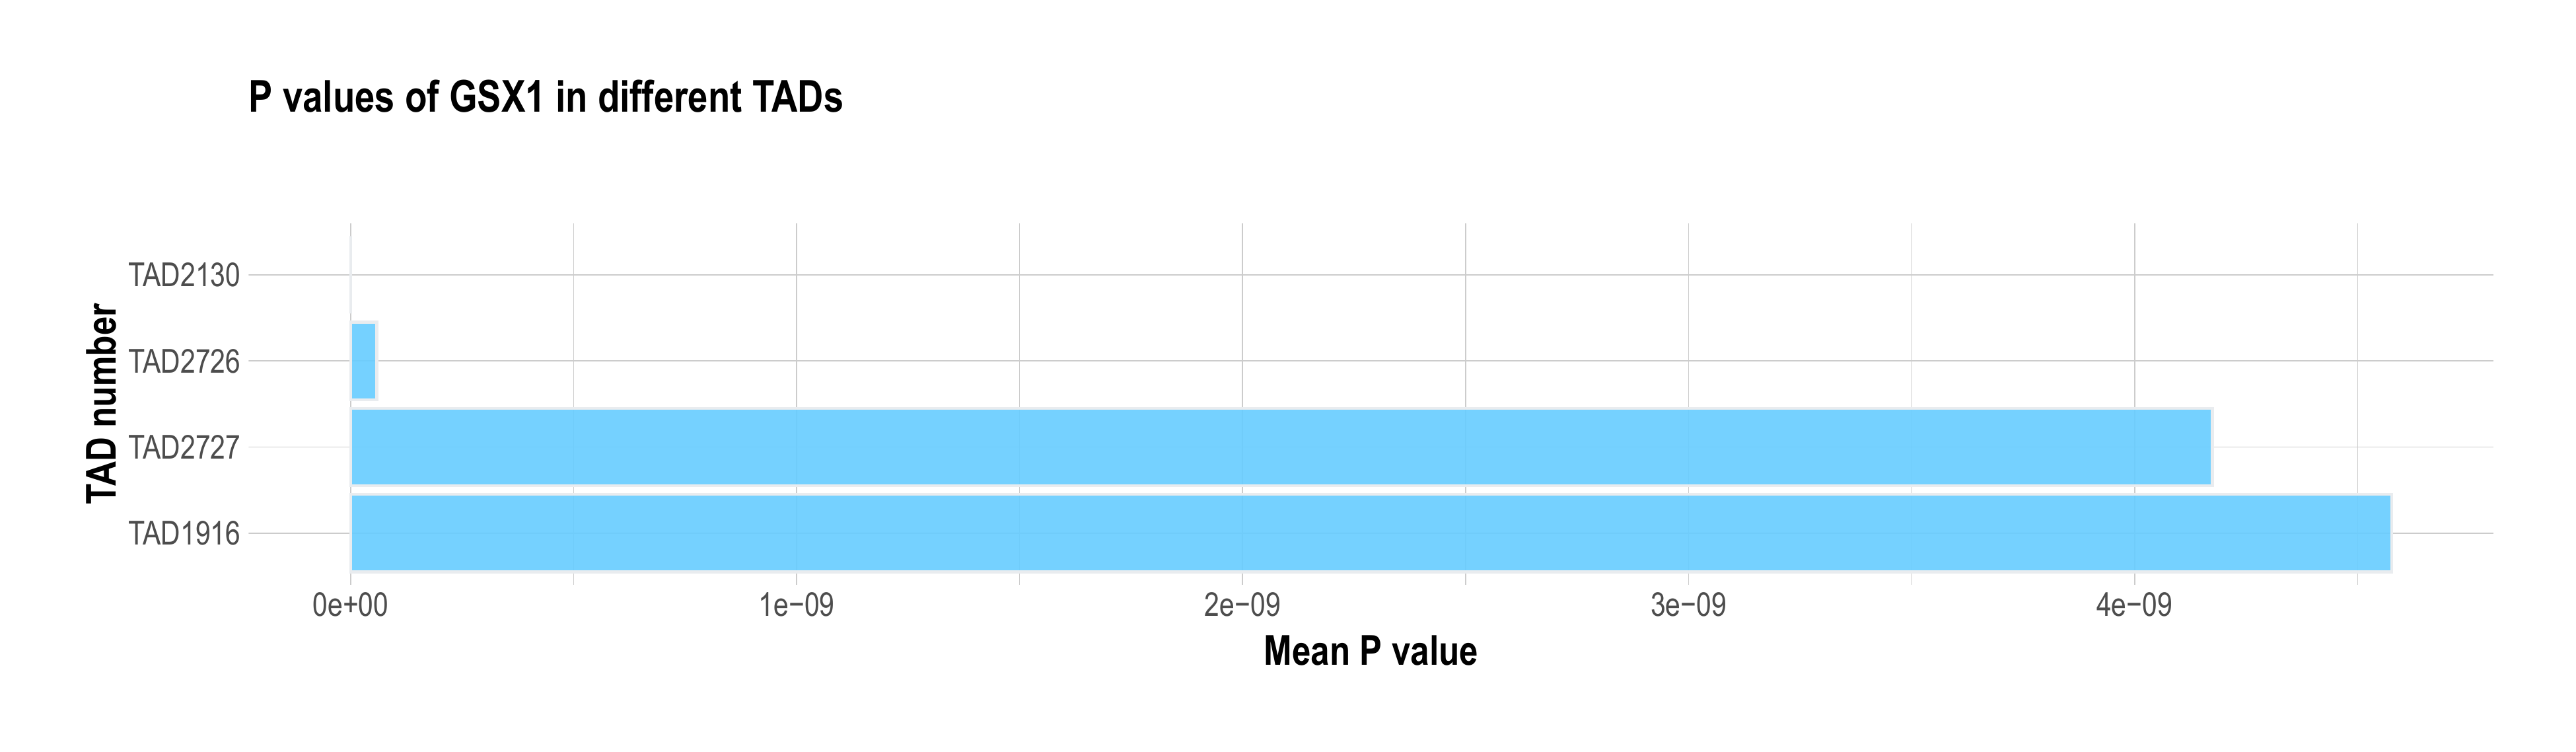 P values of GSX1 in different TADs
TAD number
TAD2130
TAD2726
TAD2727
TAD1916
0e+00
1e−09
2e−09
3e−09
4e−09
Mean P value